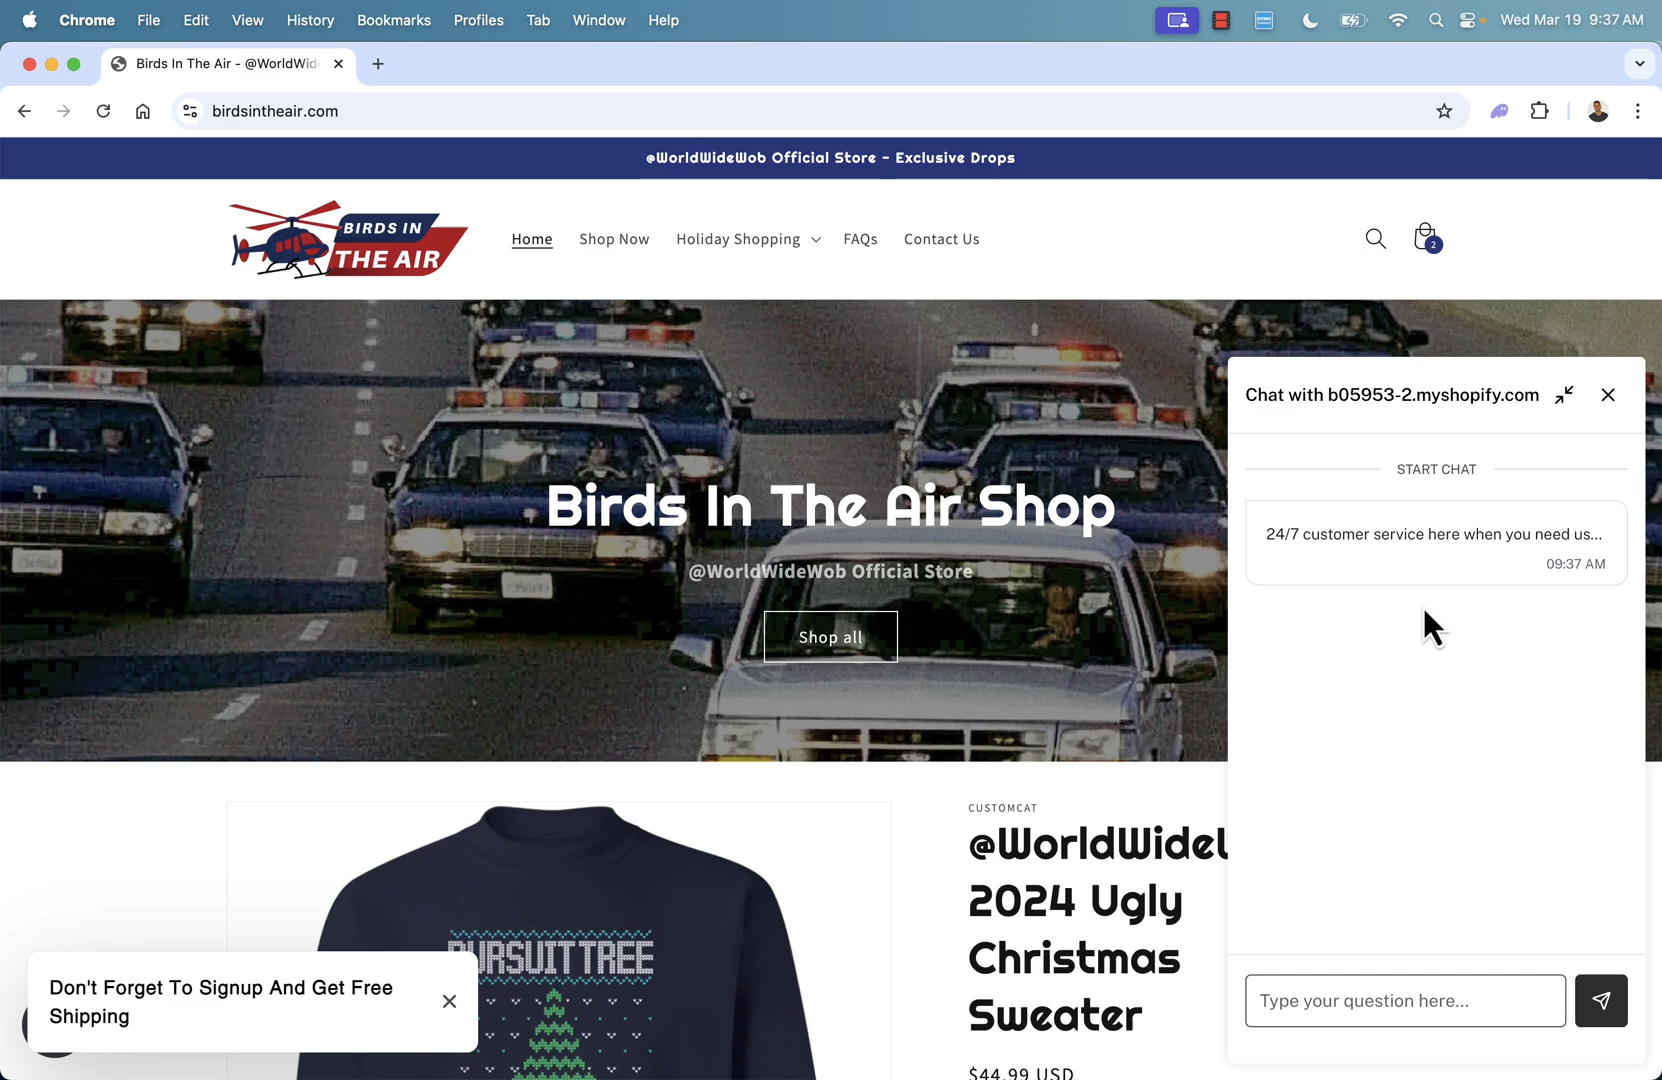 Chrome File Edit View History Bookmarks Profiles Tab Window Help
DYMO
Wed Mar 19 9:37 AM
Birds In The Air - @WorldWid
birdsintheair.com
@WorldWideWob Official Store - Exclusive Drops
BIRDS IN
THE AIR
Home Shop Now Holiday Shopping FAQs Contact Us
2
Birds In The Air Shop
@WorldWideWob Official Store
Shop all
Chat with b05953-2.myshopify.com
START CHAT
24/7 customer service here when you need us...
09:37 AM
Type your question here...
CUSTOMCAT
@WorldWide
2024 Ugly
Christmas
Sweater
$44.99 USD
PURSUIT TREE
Don't Forget To Signup And Get Free
Shipping